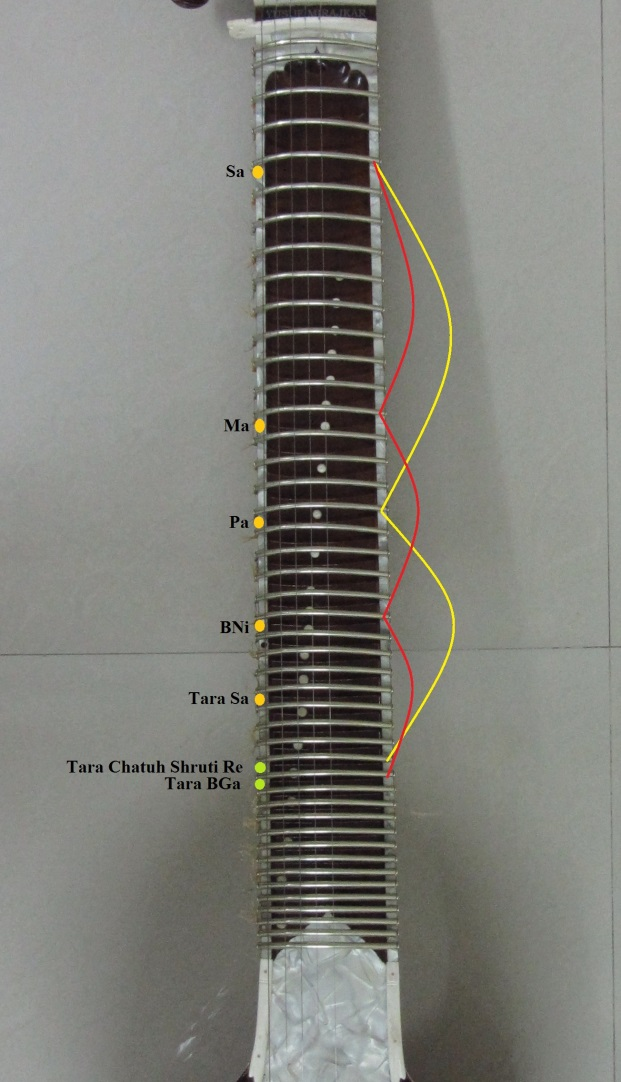 Sa
Ma
Pa
BNi
Tara Sa
Tara Chatuh Shruti Re
Tara BGa